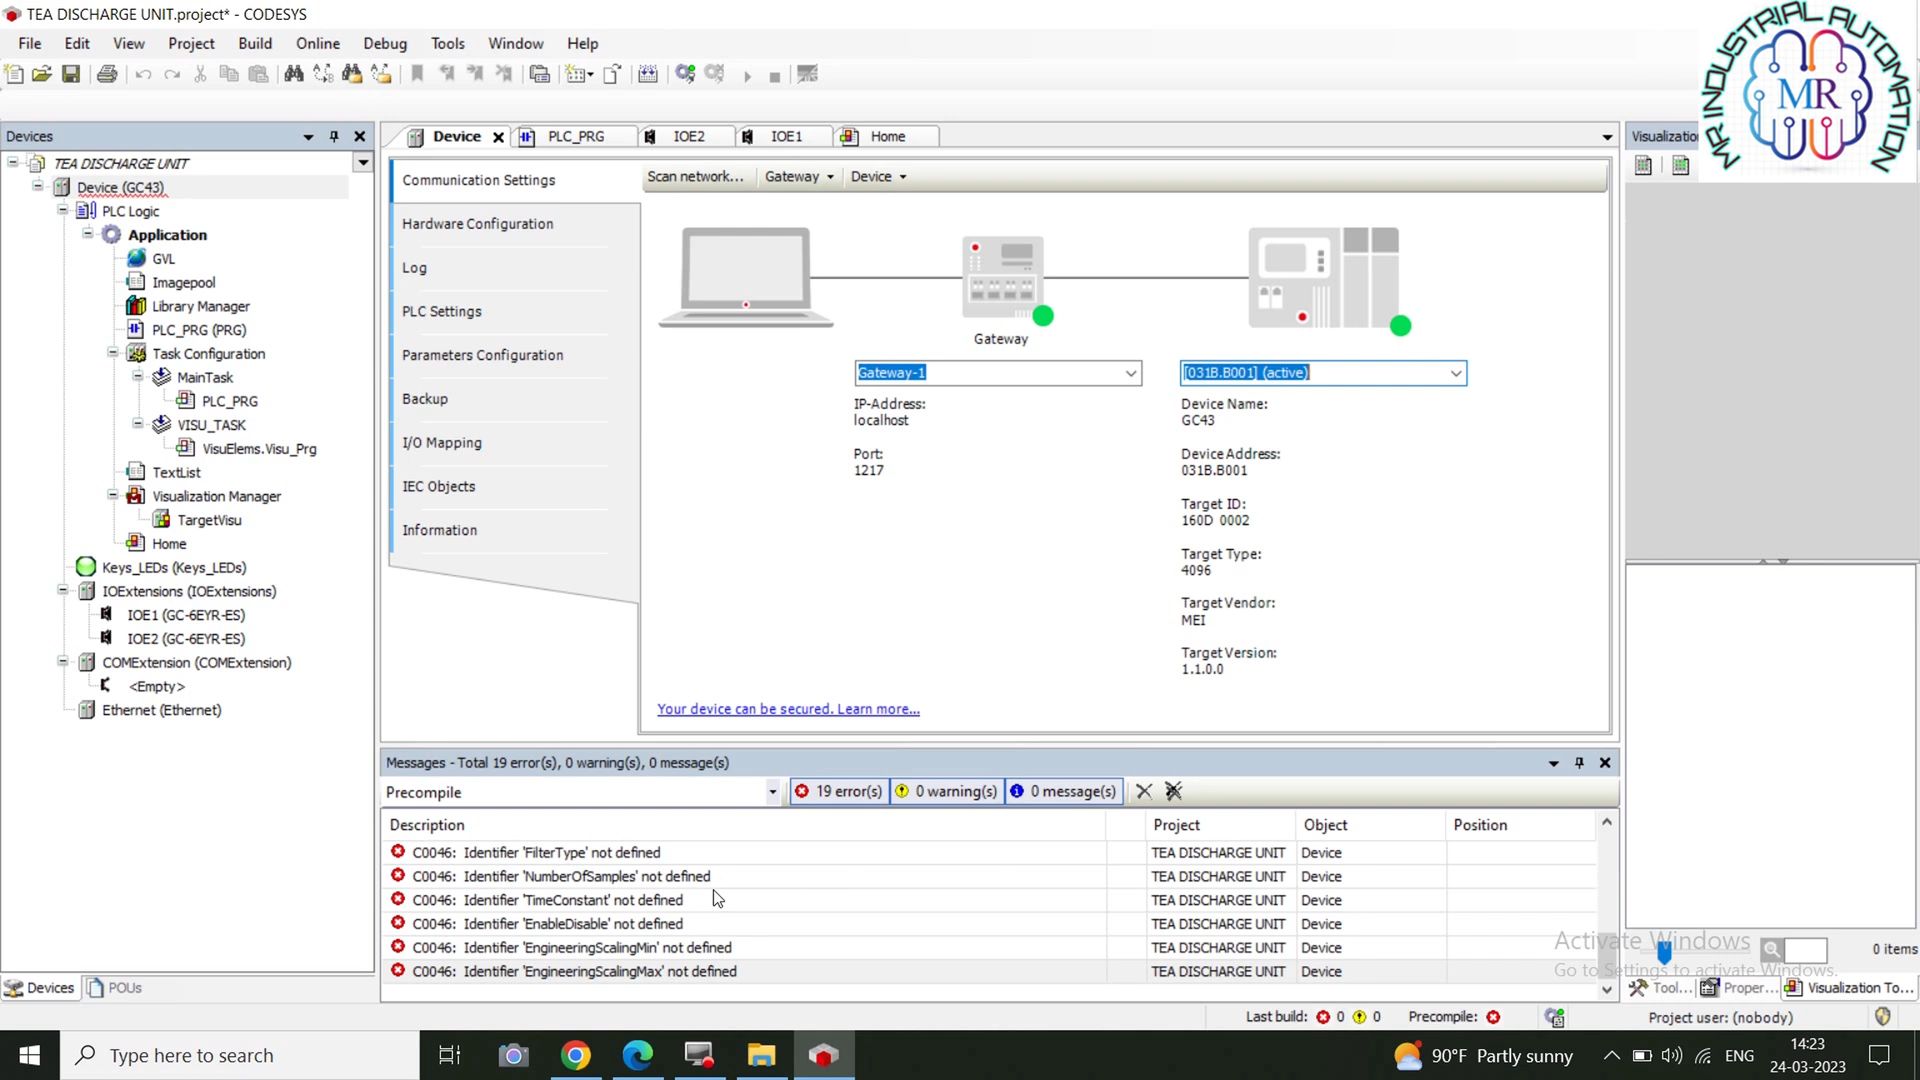 TEA DISCHARGE UNIT.project* - CODESYS
File Edit View Project Build Online Debug Tools Window Help
MR INDUSTRIAL AUTOMATION
MR
Devices
Device PLC_PRG IOE2 IOE1 Home
Visualization
TEA DISCHARGE UNIT
Device (GC43)
PLC Logic
Application
GVL
Imagepool
Library Manager
PLC_PRG (PRG)
Task Configuration
MainTask
PLC_PRG
VISU_TASK
VisuElems.Visu_Prg
TextList
Visualization Manager
TargetVisu
Home
Keys_LEDs (Keys_LEDs)
IOExtensions (IOExtensions)
IOE1 (GC-6EYR-ES)
IOE2 (GC-6EYR-ES)
COMExtension (COMExtension)
<Empty>
Ethernet (Ethernet)
Devices POUs
Communication Settings
Hardware Configuration
Log
PLC Settings
Parameters Configuration
Backup
I/O Mapping
IEC Objects
Information
Scan network... Gateway Device
Gateway
Gateway-1
IP-Address:
localhost
Port:
1217
[031B.B001] (active)
Device Name:
GC43
Device Address:
031B.B001
Target ID:
160D 0002
Target Type:
4096
Target Vendor:
MEI
Target Version:
1.1.0.0
Your device can be secured. Learn more...
Messages - Total 19 error(s), 0 warning(s), 0 message(s)
Precompile 19 error(s) 0 warning(s) 0 message(s)
Description Project Object Position
C0046: Identifier 'FilterType' not defined TEA DISCHARGE UNIT Device
C0046: Identifier 'NumberOfSamples' not defined TEA DISCHARGE UNIT Device
C0046: Identifier 'TimeConstant' not defined TEA DISCHARGE UNIT Device
C0046: Identifier 'EnableDisable' not defined TEA DISCHARGE UNIT Device
C0046: Identifier 'EngineeringScalingMin' not defined TEA DISCHARGE UNIT Device
C0046: Identifier 'EngineeringScalingMax' not defined TEA DISCHARGE UNIT Device
Activate Windows
Go to Settings to activate Windows.
0 items
Tool... Proper... Visualization To...
Last build: 0 0 Precompile: Project user: (nobody)
Type here to search
90°F Partly sunny
ENG
14:23
24-03-2023